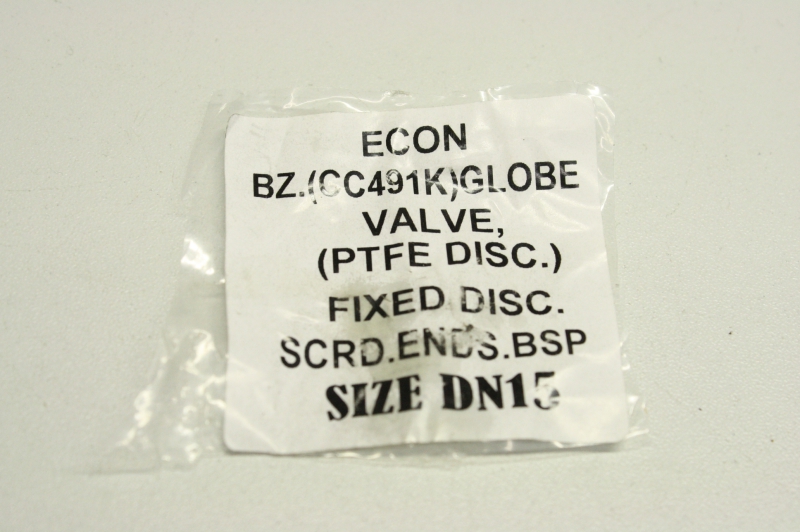 ECON
BZ.(CC491K)GLOBE
VALVE,
(PTFE DISC.)
FIXED DISC.
SCRD.ENDS.BSP
SIZE DN15